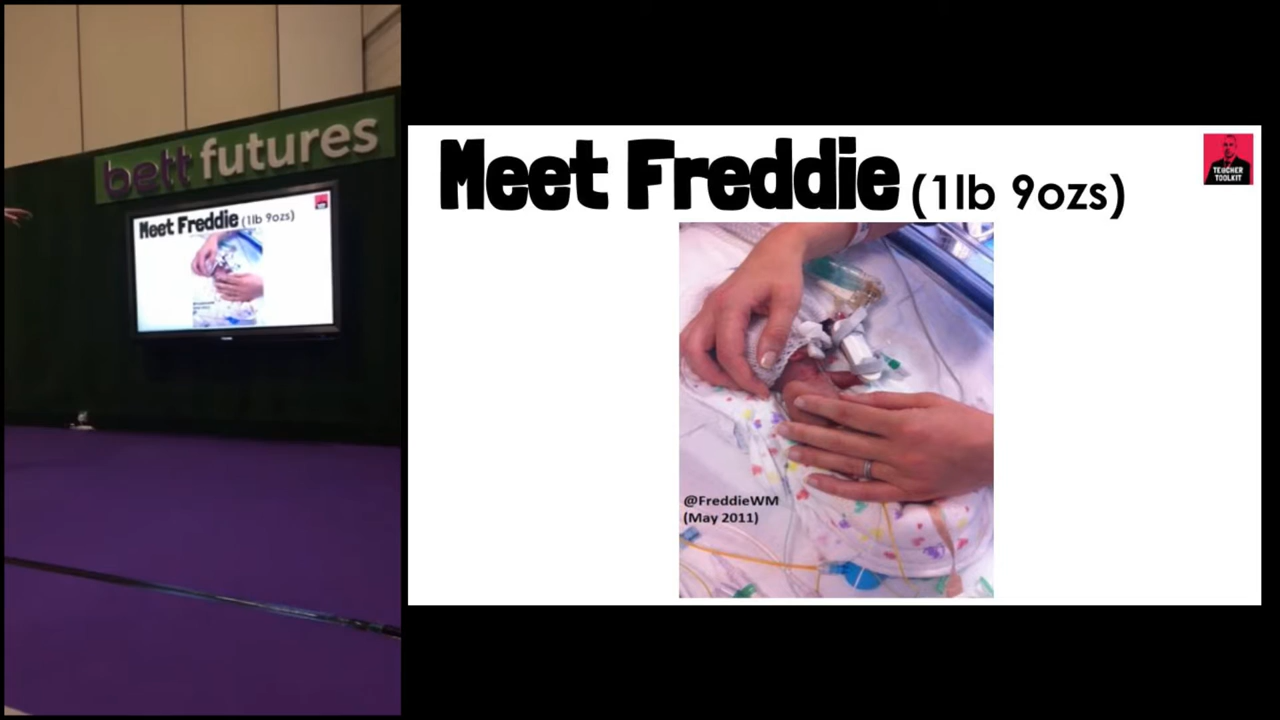 bett futures
Meet Freddie (1lb 9ozs)
Meet Freddie (1lb 9ozs)
TEACHER
TOOLKIT
@FreddieWM
(May 2011)